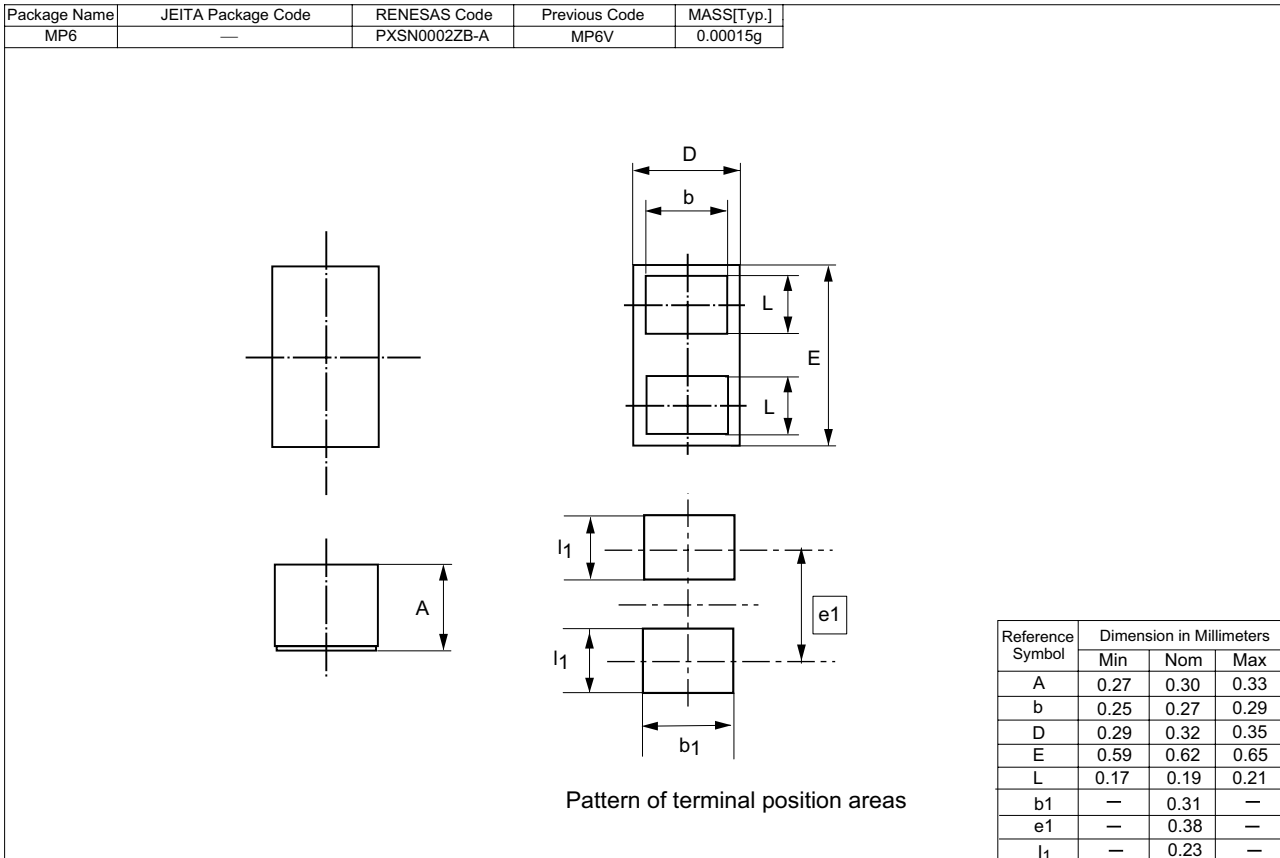 Package Name JEITA Package Code RENESAS Code Previous Code MASS[Typ.]
MP6 — PXSN0002ZB-A MP6V 0.00015g
D
b
L
E
L
A
l1
e1
l1
b1
Pattern of terminal position areas
Reference Symbol Dimension in Millimeters
Min Nom Max
A 0.27 0.30 0.33
b 0.25 0.27 0.29
D 0.29 0.32 0.35
E 0.59 0.62 0.65
L 0.17 0.19 0.21
b1 — 0.31 —
e1 — 0.38 —
l1 — 0.23 —